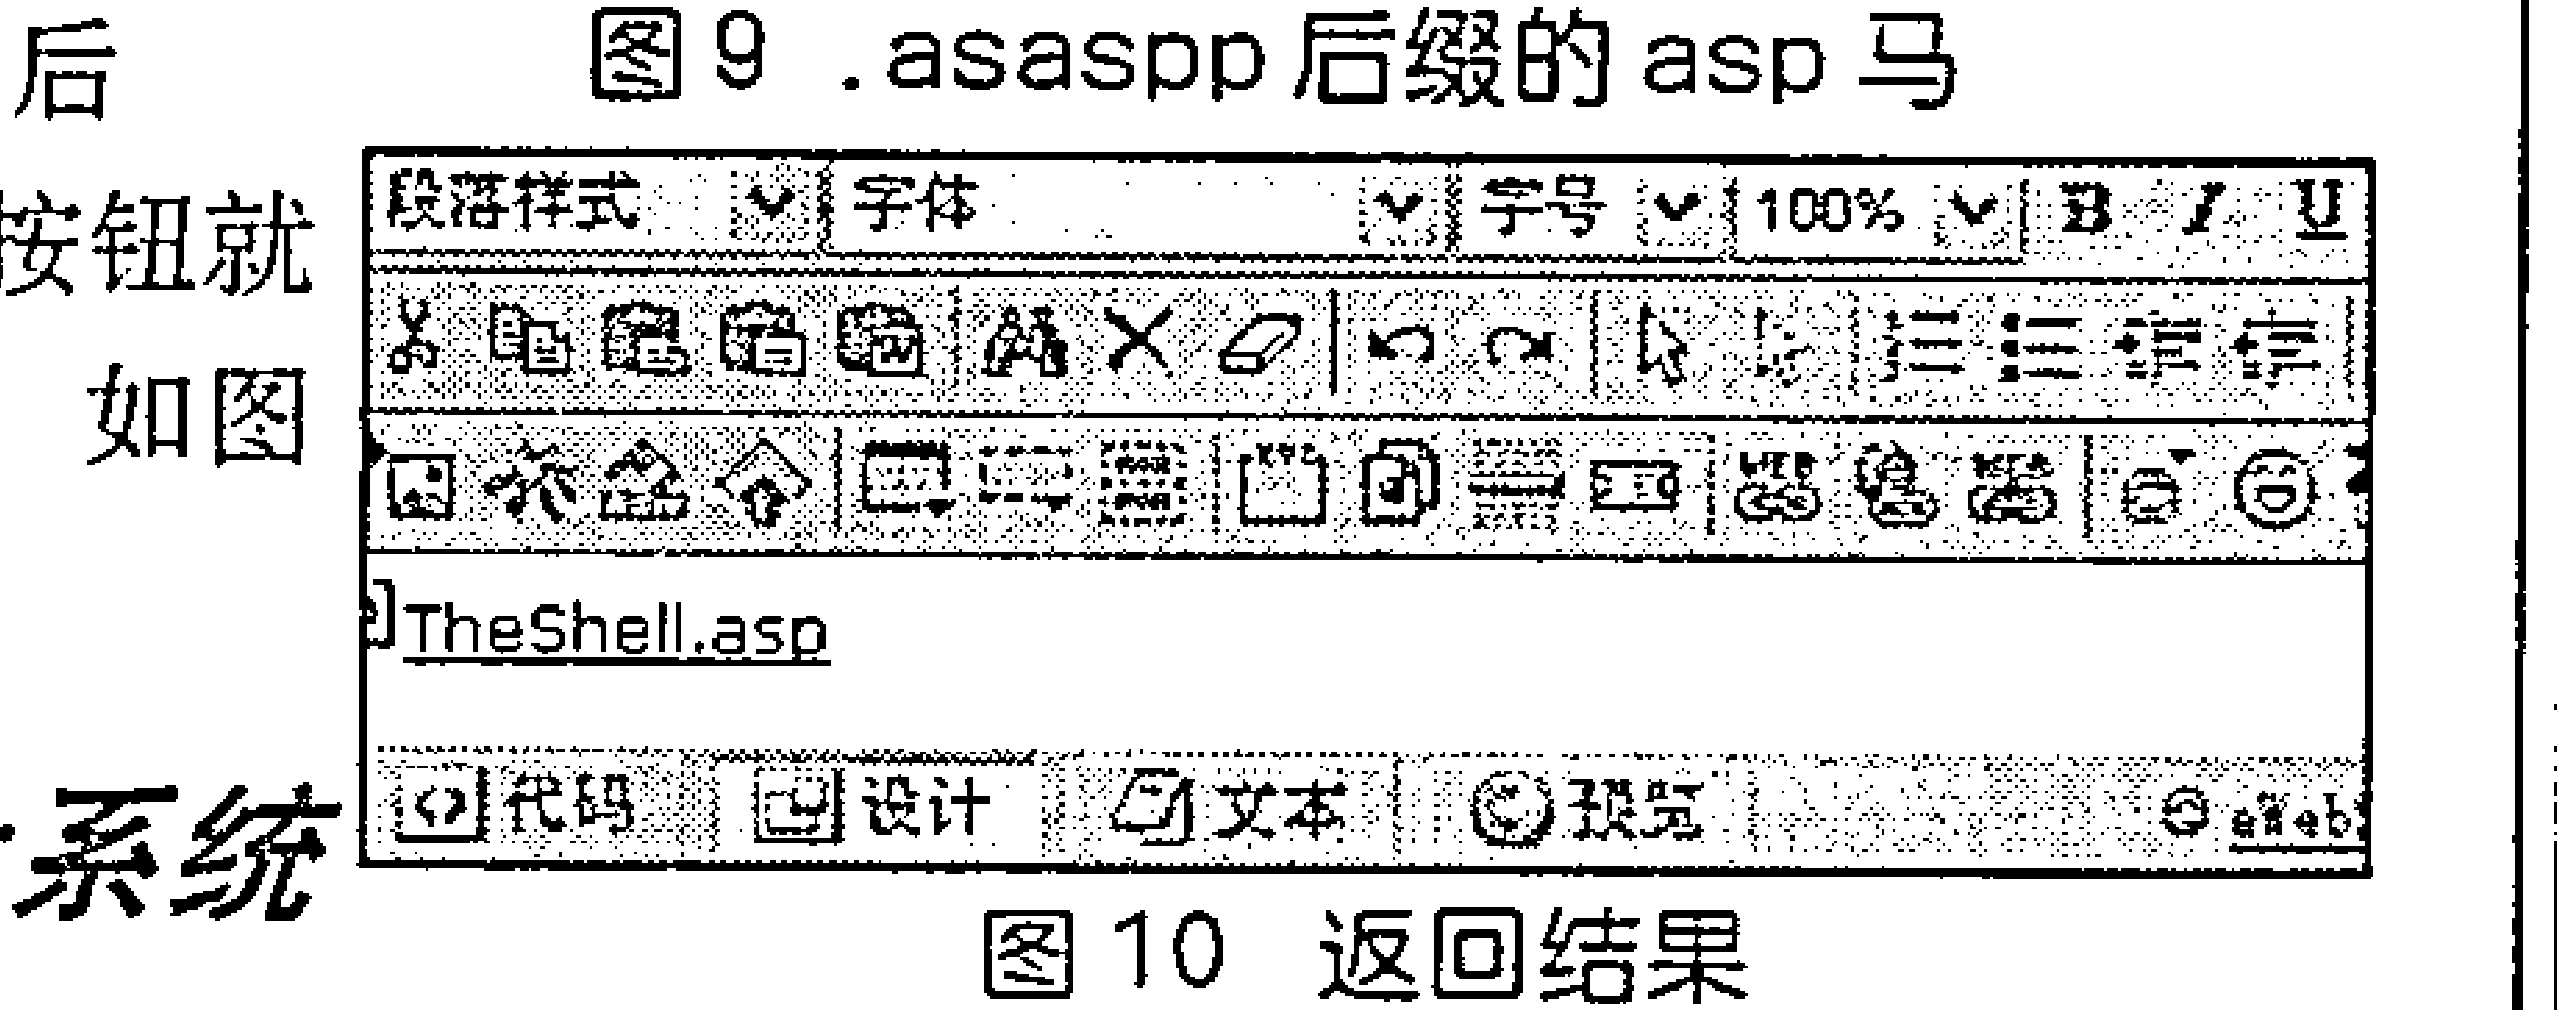 后
图 9 .asaspp 后缀的 asp 马
按钮就
如图
系统
段落样式 字体 字号 100% B I U
TheShell.asp
代码 设计 文本 预览
图 10 返回结果